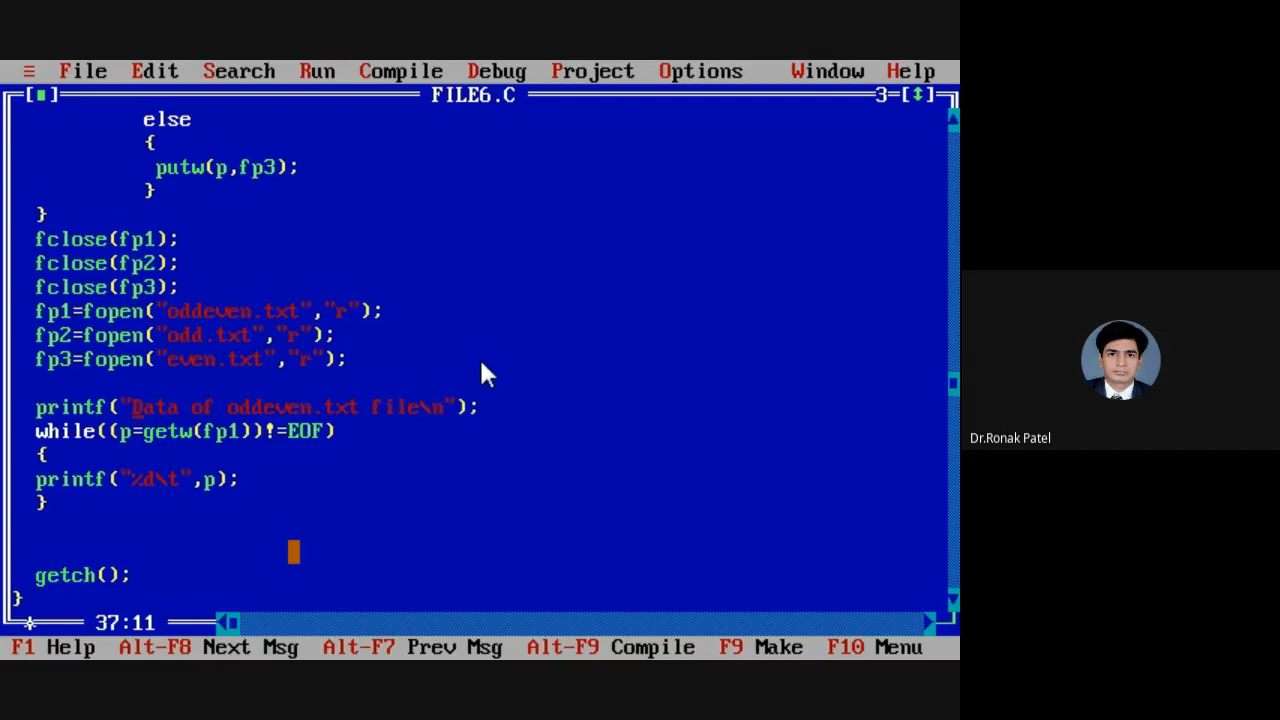 ≡ File Edit Search Run Compile Debug Project Options Window Help
[■] FILE6.C 3=[↕]
else
{
putw(p,fp3);
}
}
fclose(fp1);
fclose(fp2);
fclose(fp3);
fp1=fopen("oddeven.txt","r");
fp2=fopen("odd.txt","r");
fp3=fopen("even.txt","r");
printf("Data of oddeven.txt file\n");
while((p=getw(fp1))!=EOF)
{
printf("%d\t",p);
}
getch();
}
37:11
F1 Help Alt-F8 Next Msg Alt-F7 Prev Msg Alt-F9 Compile F9 Make F10 Menu
Dr.Ronak Patel